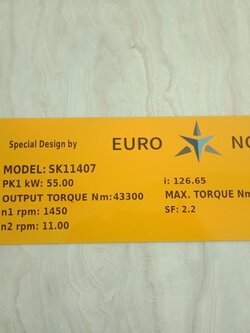 Special Design by EURO NO
MODEL: SK11407
PK1 kW: 55.00
i: 126.65
OUTPUT TORQUE Nm:43300
MAX. TORQUE Nm
n1 rpm: 1450
SF: 2.2
n2 rpm: 11.00